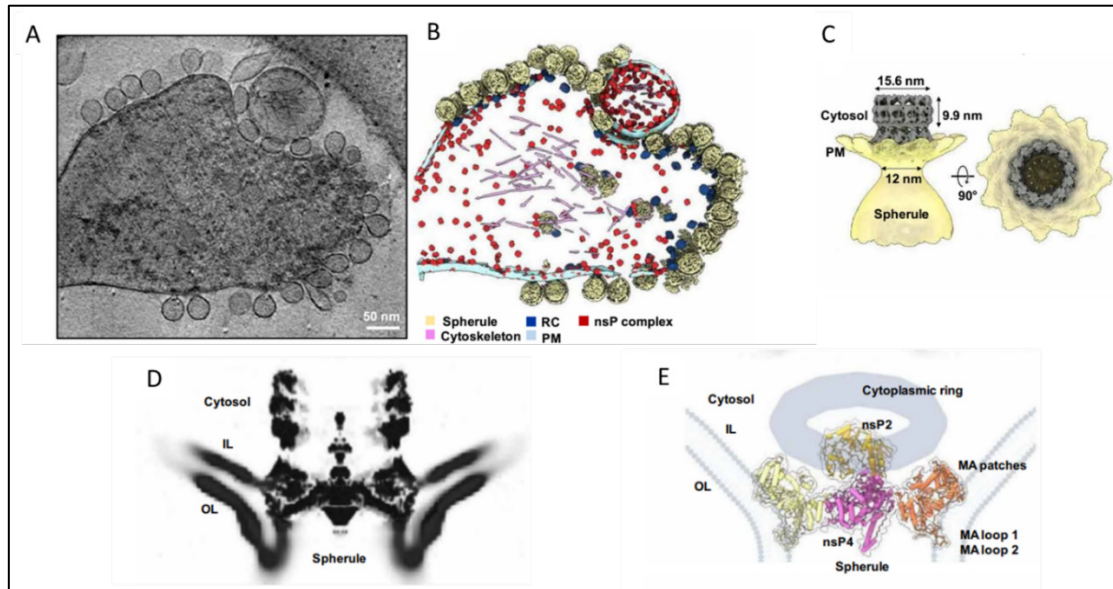 A
50 nm
B
Spherule
RC
nsP complex
Cytoskeleton
PM
C
15.6 nm
Cytosol
9.9 nm
PM
12 nm
90°
Spherule
D
Cytosol
IL
OL
Spherule
E
Cytosol
Cytoplasmic ring
IL
nsP2
MA patches
OL
nsP4
MA loop 1
MA loop 2
Spherule